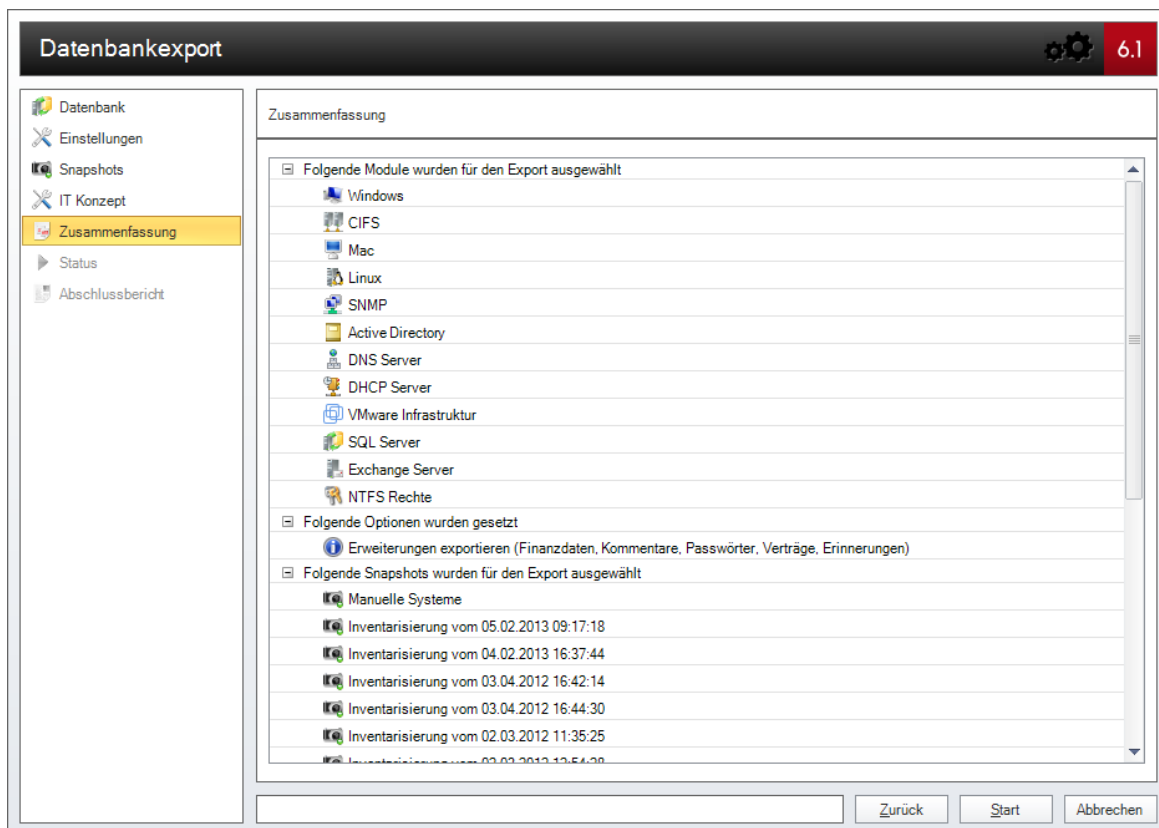 Datenbankexport
6.1
Datenbank
Einstellungen
Snapshots
IT Konzept
Zusammenfassung
Status
Abschlussbericht
Zusammenfassung
Folgende Module wurden für den Export ausgewählt
Windows
CIFS
Mac
Linux
SNMP
Active Directory
DNS Server
DHCP Server
VMware Infrastruktur
SQL Server
Exchange Server
NTFS Rechte
Folgende Optionen wurden gesetzt
Erweiterungen exportieren (Finanzdaten, Kommentare, Passwörter, Verträge, Erinnerungen)
Folgende Snapshots wurden für den Export ausgewählt
Manuelle Systeme
Inventarisierung vom 05.02.2013 09:17:18
Inventarisierung vom 04.02.2013 16:37:44
Inventarisierung vom 03.04.2012 16:42:14
Inventarisierung vom 03.04.2012 16:44:30
Inventarisierung vom 02.03.2012 11:35:25
Inventarisierung vom
Zurück
Start
Abbrechen